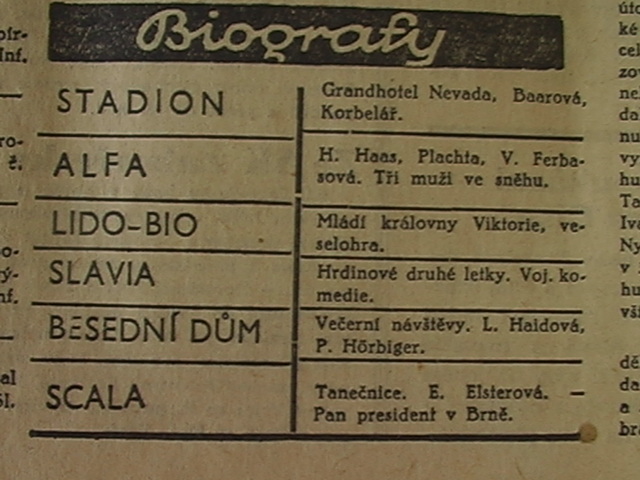 Biografy
STADION
Grandhotel Nevada, Baarová,
Korbelář.
ALFA
H. Haas, Plachta, V. Ferba-
sová. Tři muži ve sněhu.
LIDO-BIO
Mládí královny Viktorie, ve-
selohra.
SLAVIA
Hrdinové druhé letky. Voj. ko-
medie.
BESEDNÍ DŮM
Večerní návštěvy. L. Haidová,
P. Hörbiger.
SCALA
Tanečnice. E. Elsterová. —
Pan president v Brně.